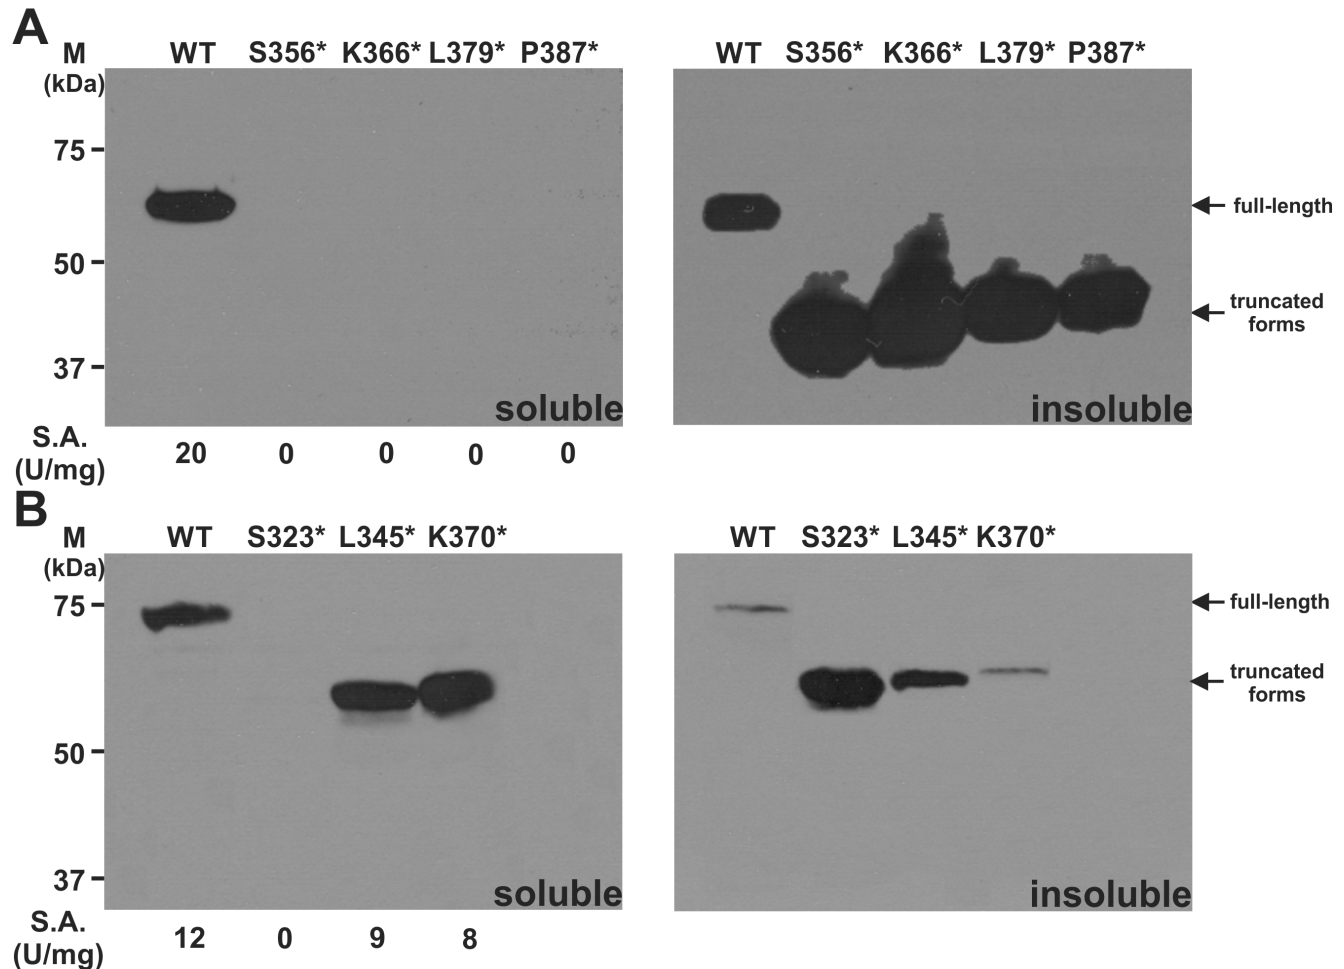 A
M WT S356* K366* L379* P387* WT S356* K366* L379* P387*
(kDa)
75
full-length
50
truncated
forms
37
soluble insoluble
S.A.
(U/mg) 20 0 0 0 0
B
M WT S323* L345* K370* WT S323* L345* K370*
(kDa)
75 full-length
truncated
forms
50
37
soluble insoluble
S.A.
(U/mg) 12 0 9 8